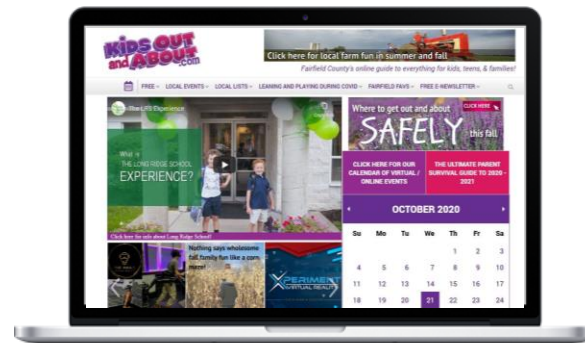 KIDS OUT
and ABOUT.com
Click here for local farm fun in summer and fall
Fairfield County's online guide to everything for kids, teens, & families!
FREE LOCAL EVENTS LOCAL LISTS LEANING AND PLAYING DURING COVID FAIRFIELD FAVS FREE E-NEWSLETTER
Experience
What is
THE LONG RIDGE SCHOOL
EXPERIENCE?
Click here for info about Long Ridge School!
Where to get out and about
CLICK HERE
SAFELY this fall
CLICK HERE FOR OUR
CALENDAR OF VIRTUAL /
ONLINE EVENTS
THE ULTIMATE PARENT
SURVIVAL GUIDE TO 2020 -
2021
OCTOBER 2020
Su Mo Tu We Th Fr Sa
1 2 3
4 5 6 7 8 9 10
11 12 13 14 15 16 17
18 19 20 21 22 23 24
Nothing says wholesome
fall family fun like a corn
maze!
XPERIMENT
VIRTUAL REALITY